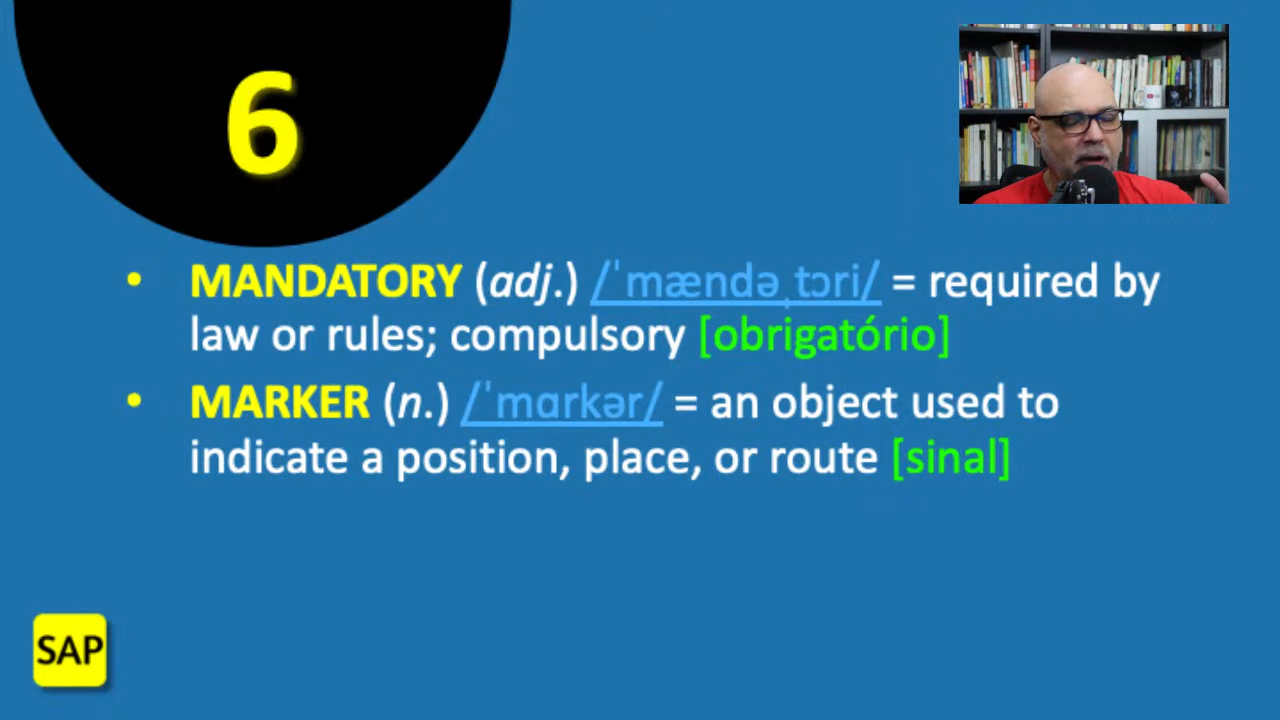 6
• MANDATORY (adj.) /ˈmændəˌtɔri/ = required by
law or rules; compulsory [obrigatório]
• MARKER (n.) /ˈmɑrkər/ = an object used to
indicate a position, place, or route [sinal]
SAP